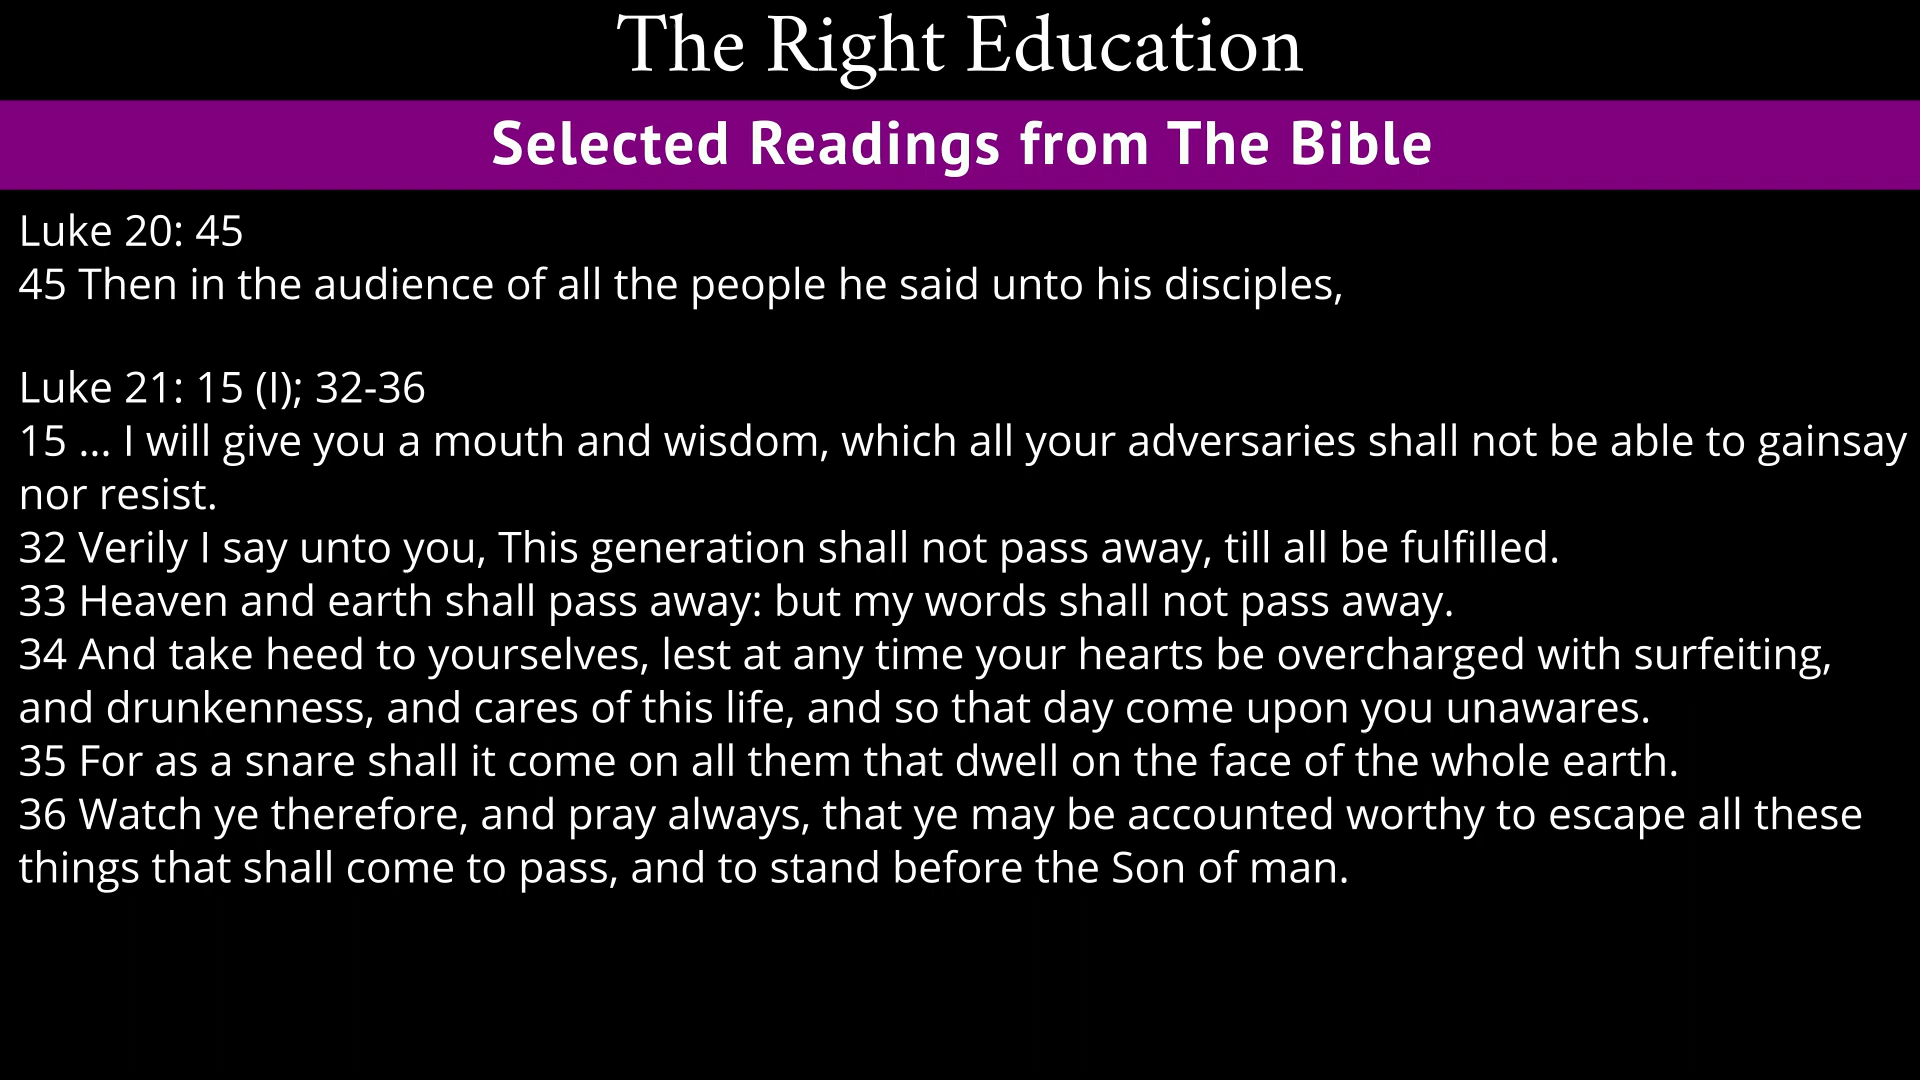 The Right Education
Selected Readings from The Bible
Luke 20: 45
45 Then in the audience of all the people he said unto his disciples,
Luke 21: 15 (I); 32-36
15 ... I will give you a mouth and wisdom, which all your adversaries shall not be able to gainsay
nor resist.
32 Verily I say unto you, This generation shall not pass away, till all be fulfilled.
33 Heaven and earth shall pass away: but my words shall not pass away.
34 And take heed to yourselves, lest at any time your hearts be overcharged with surfeiting,
and drunkenness, and cares of this life, and so that day come upon you unawares.
35 For as a snare shall it come on all them that dwell on the face of the whole earth.
36 Watch ye therefore, and pray always, that ye may be accounted worthy to escape all these
things that shall come to pass, and to stand before the Son of man.